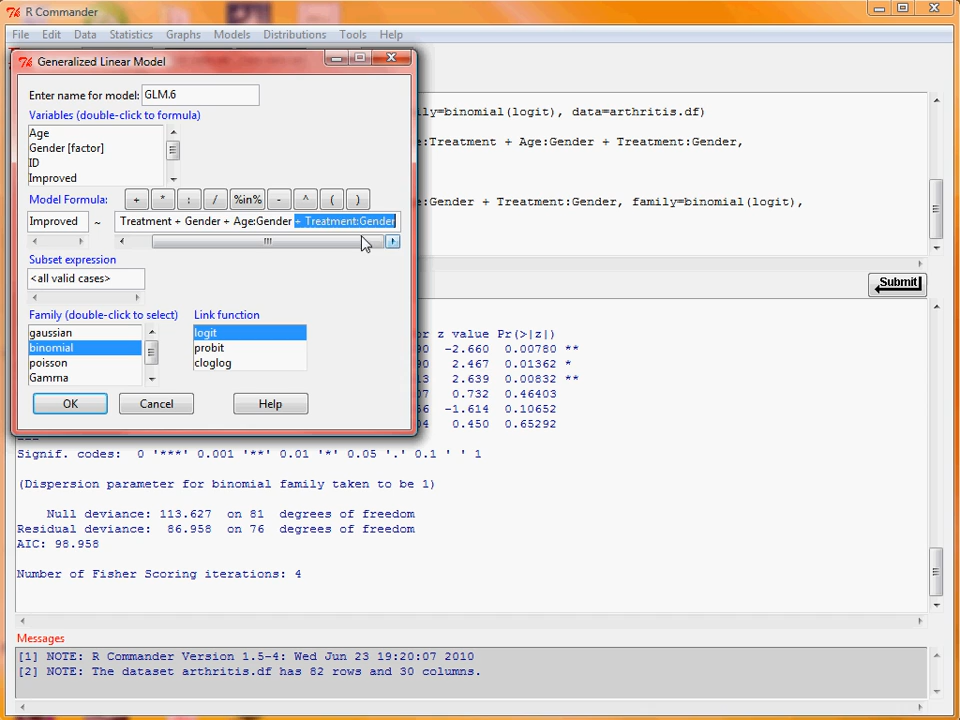 R Commander
File Edit Data Statistics Graphs Models Distributions Tools Help
Generalized Linear Model
Enter name for model: GLM.6
Variables (double-click to formula)
Age
Gender [factor]
ID
Improved
Model Formula: + * : / %in% - ^ ( )
Improved ~ Treatment + Gender + Age:Gender + Treatment:Gender
Subset expression
<all valid cases>
Family (double-click to select) Link function
gaussian logit
binomial probit
poisson cloglog
Gamma
OK Cancel Help
family=binomial(logit), data=arthritis.df)
:Treatment + Age:Gender + Treatment:Gender,
:Gender + Treatment:Gender, family=binomial(logit),
Submit
r z value Pr(>|z|)
-2.660 0.00780 **
2.467 0.01362 *
2.639 0.00832 **
0.732 0.46403
-1.614 0.10652
0.450 0.65292
---
Signif. codes: 0 '***' 0.001 '**' 0.01 '*' 0.05 '.' 0.1 ' ' 1
(Dispersion parameter for binomial family taken to be 1)
Null deviance: 113.627 on 81 degrees of freedom
Residual deviance: 86.958 on 76 degrees of freedom
AIC: 98.958
Number of Fisher Scoring iterations: 4
Messages
[1] NOTE: R Commander Version 1.5-4: Wed Jun 23 19:20:07 2010
[2] NOTE: The dataset arthritis.df has 82 rows and 30 columns.